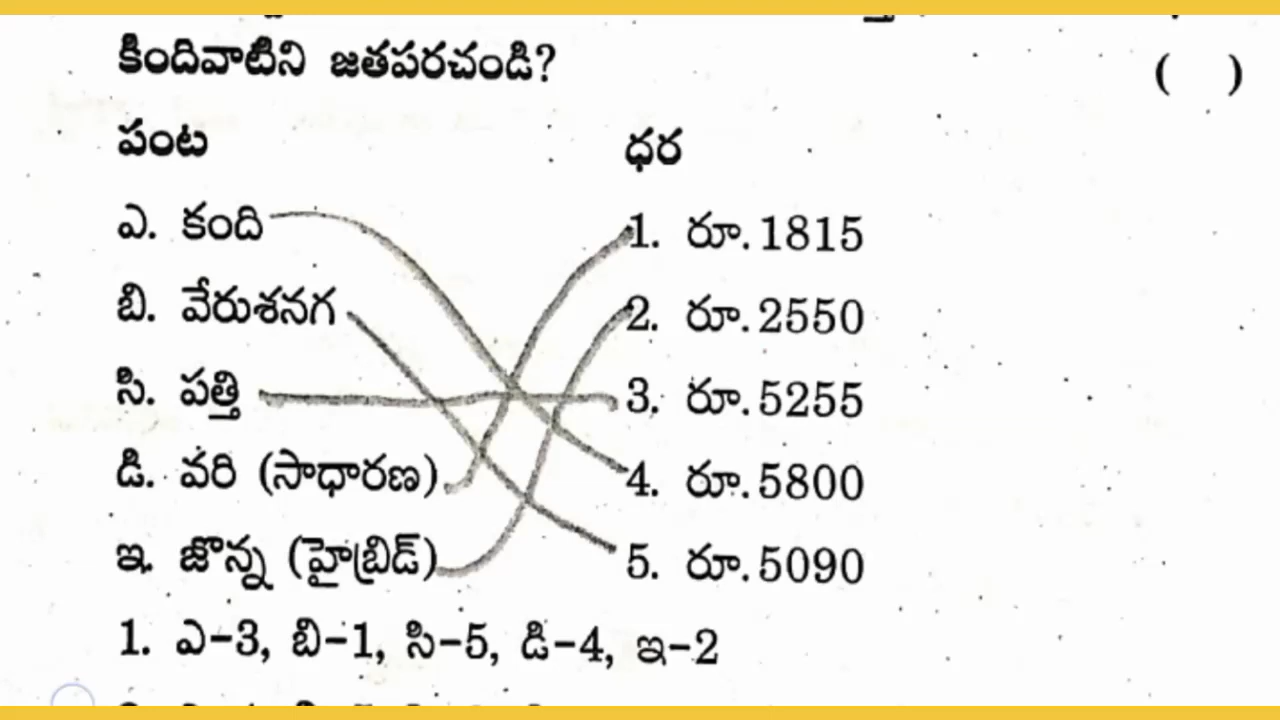 కిందివాటిని జతపరచండి? ( )
పంట ధర
ఎ. కంది 1. రూ.1815
బి. వేరుశనగ 2. రూ.2550
సి. పత్తి 3. రూ.5255
డి. వరి (సాధారణ) 4. రూ.5800
ఇ. జొన్న (హైబ్రిడ్) 5. రూ.5090
1. ఎ-3, బి-1, సి-5, డి-4, ఇ-2